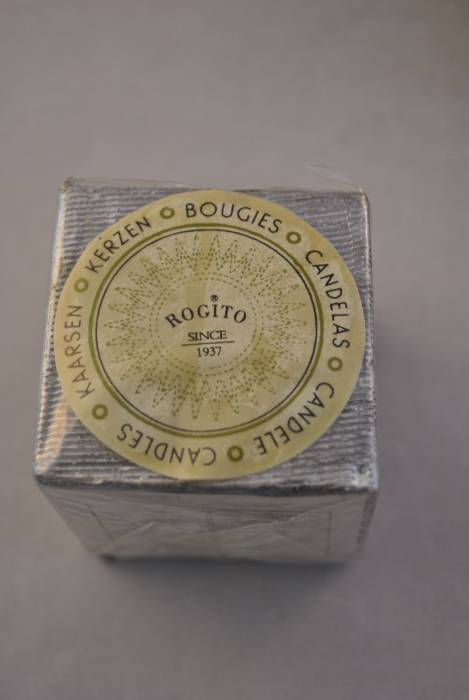 KAARSEN o KERZEN o BOUGIES o CANDELAS o CANDELE o CANDLES o
ROGITO®
SINCE
1937